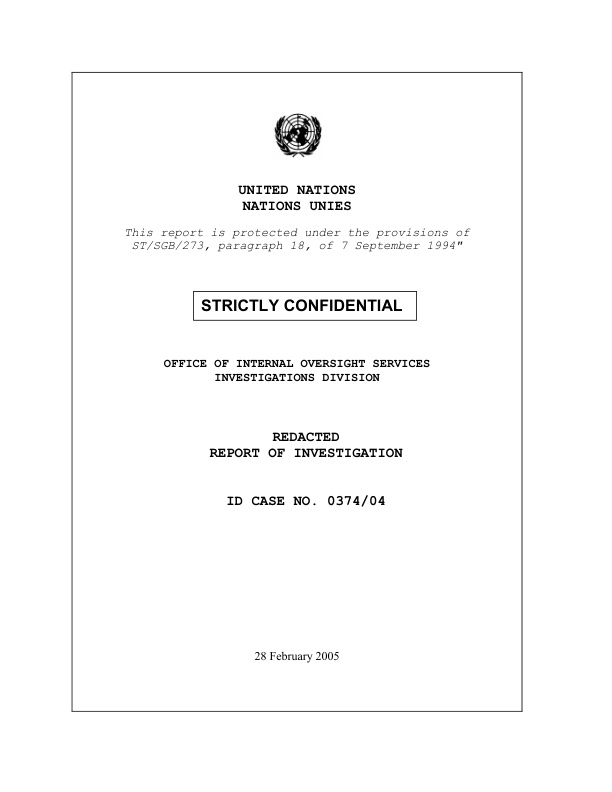 UNITED NATIONS
NATIONS UNIES
This report is protected under the provisions of
ST/SGB/273, paragraph 18, of 7 September 1994"
STRICTLY CONFIDENTIAL
OFFICE OF INTERNAL OVERSIGHT SERVICES
INVESTIGATIONS DIVISION
REDACTED
REPORT OF INVESTIGATION
ID CASE NO. 0374/04
28 February 2005